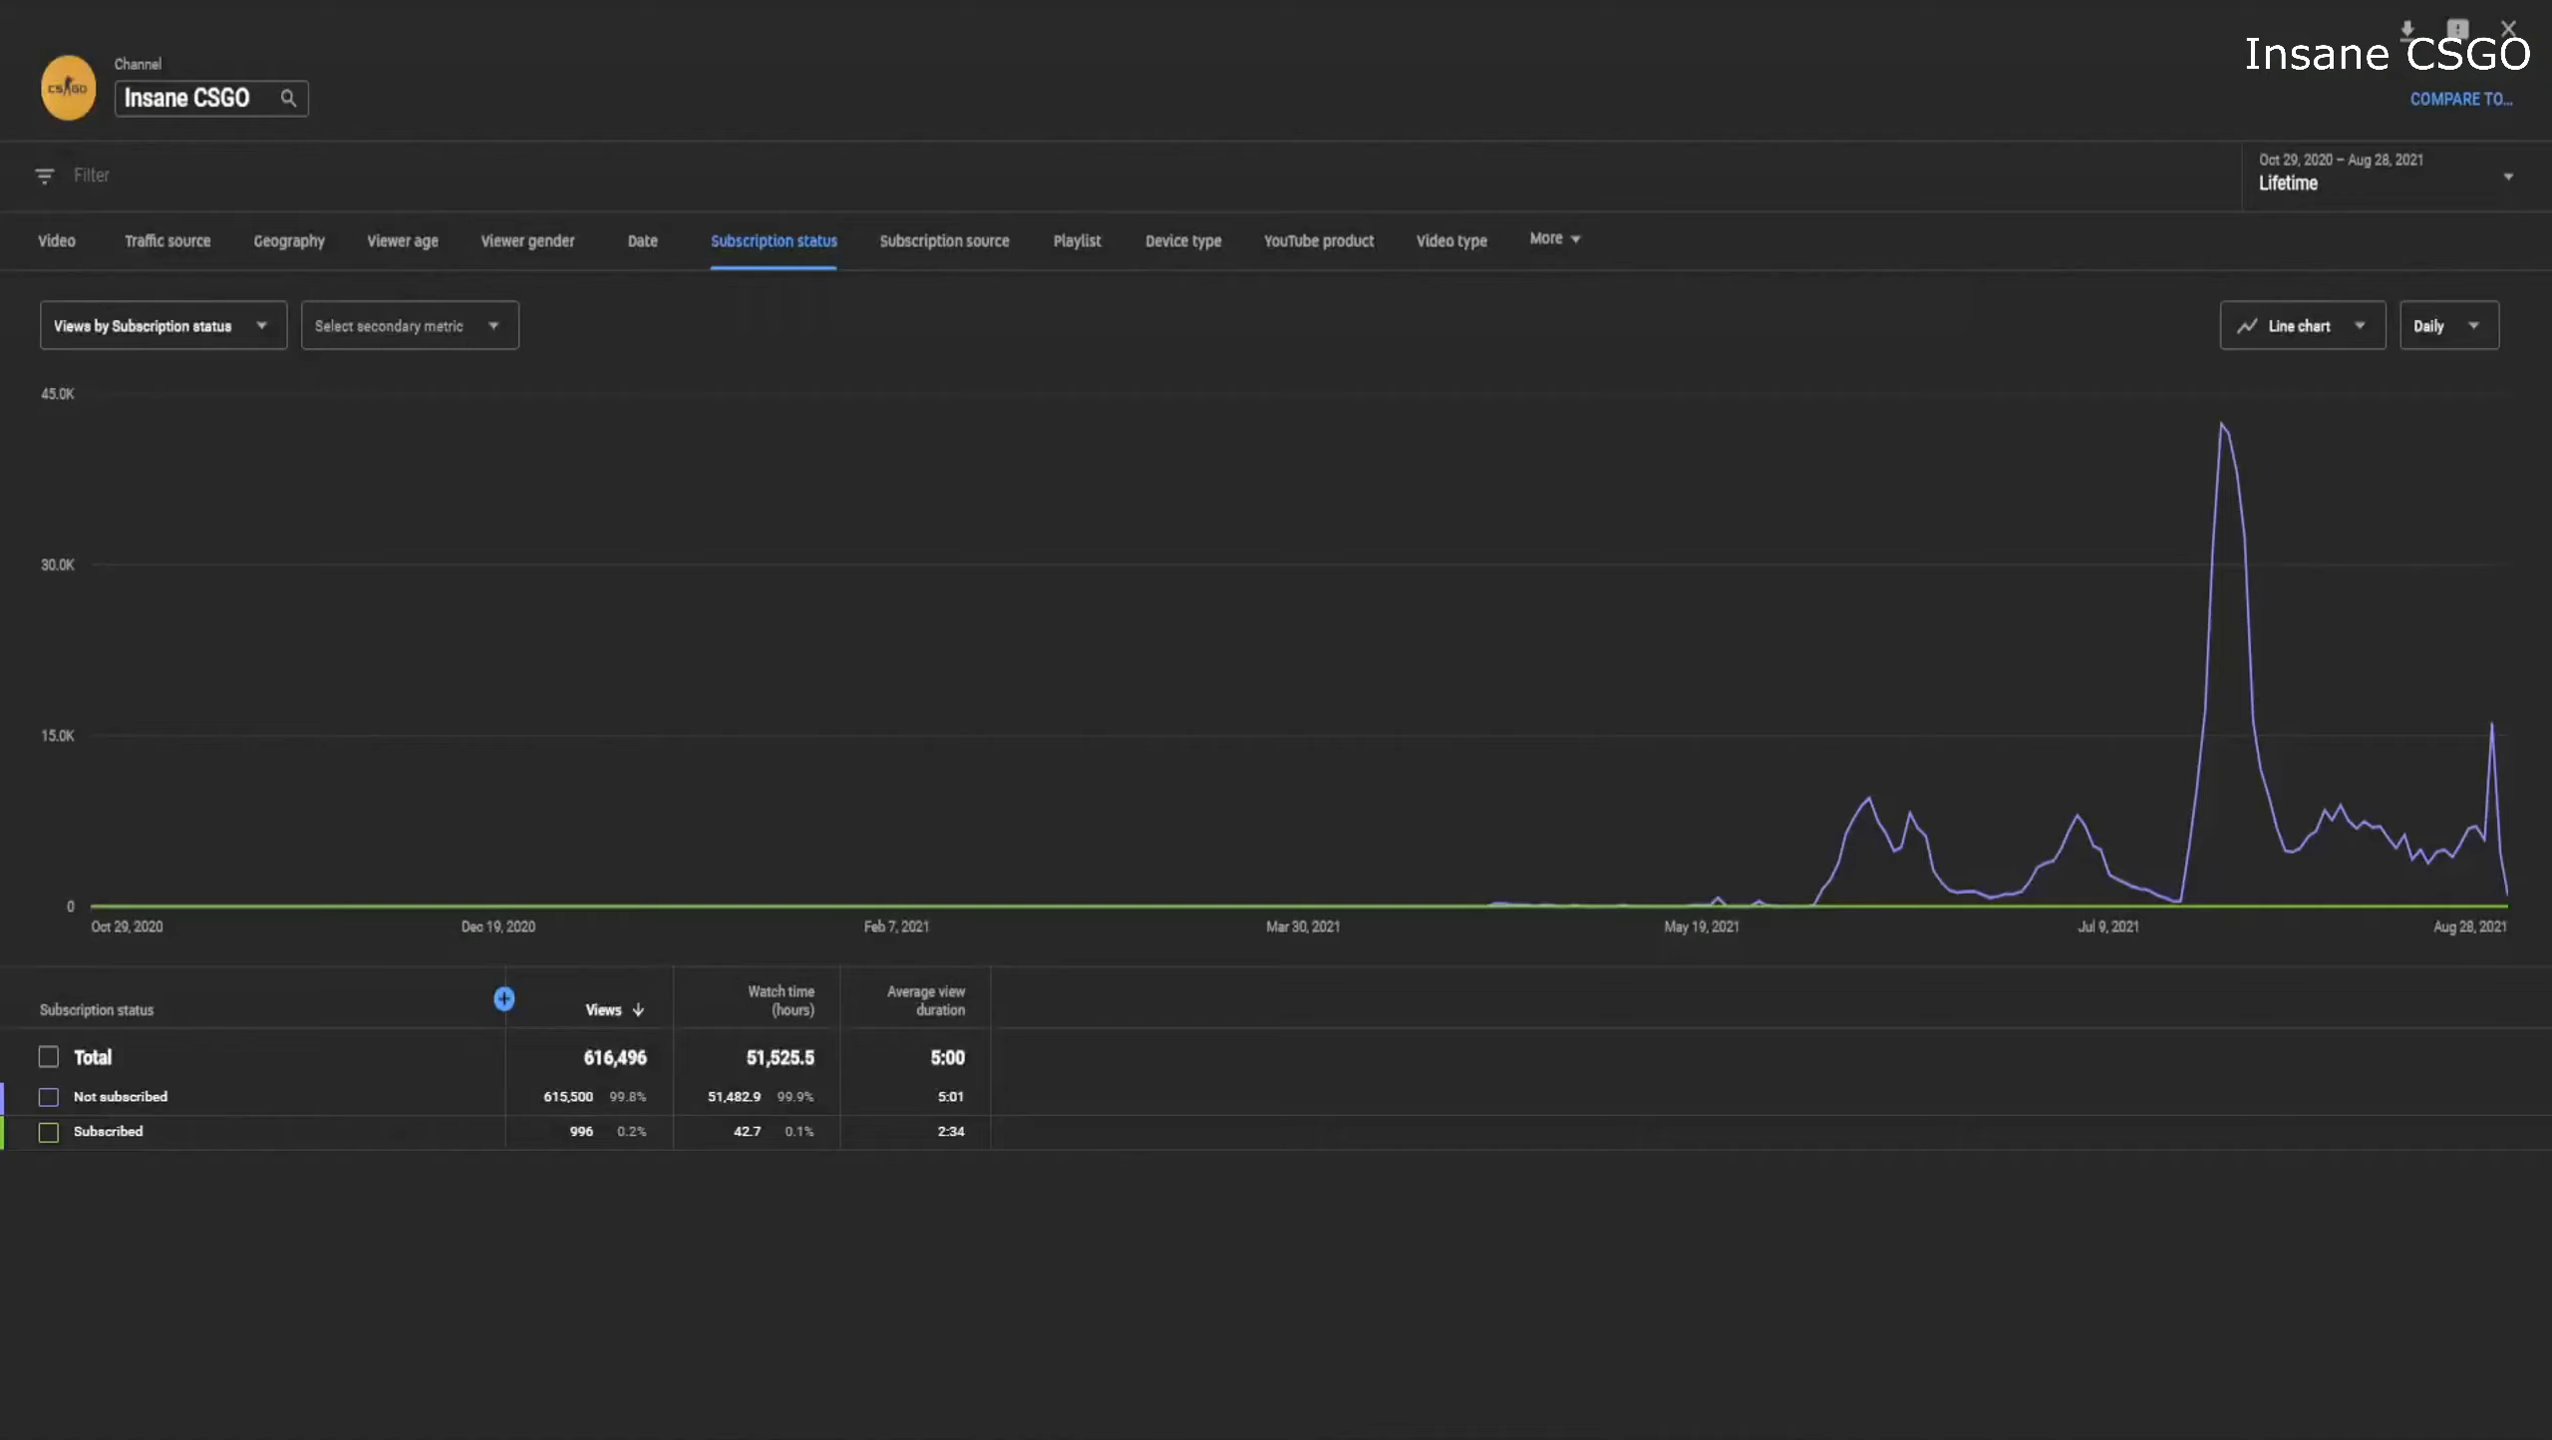 Insane CSGO
Channel
CS GO
Insane CSGO
COMPARE TO...
Filter
Oct 29, 2020 – Aug 28, 2021
Lifetime
Video Traffic source Geography Viewer age Viewer gender Date Subscription status Subscription source Playlist Device type YouTube product Video type More
Views by Subscription status Select secondary metric Line chart Daily
45.0K
30.0K
15.0K
0
Oct 29, 2020 Dec 19, 2020 Feb 7, 2021 Mar 30, 2021 May 19, 2021 Jul 9, 2021 Aug 28, 2021
Subscription status Views Watch time (hours) Average view duration
Total 616,496 51,525.5 5:00
Not subscribed 615,500 99.8% 51,482.9 99.9% 5:01
Subscribed 996 0.2% 42.7 0.1% 2:34